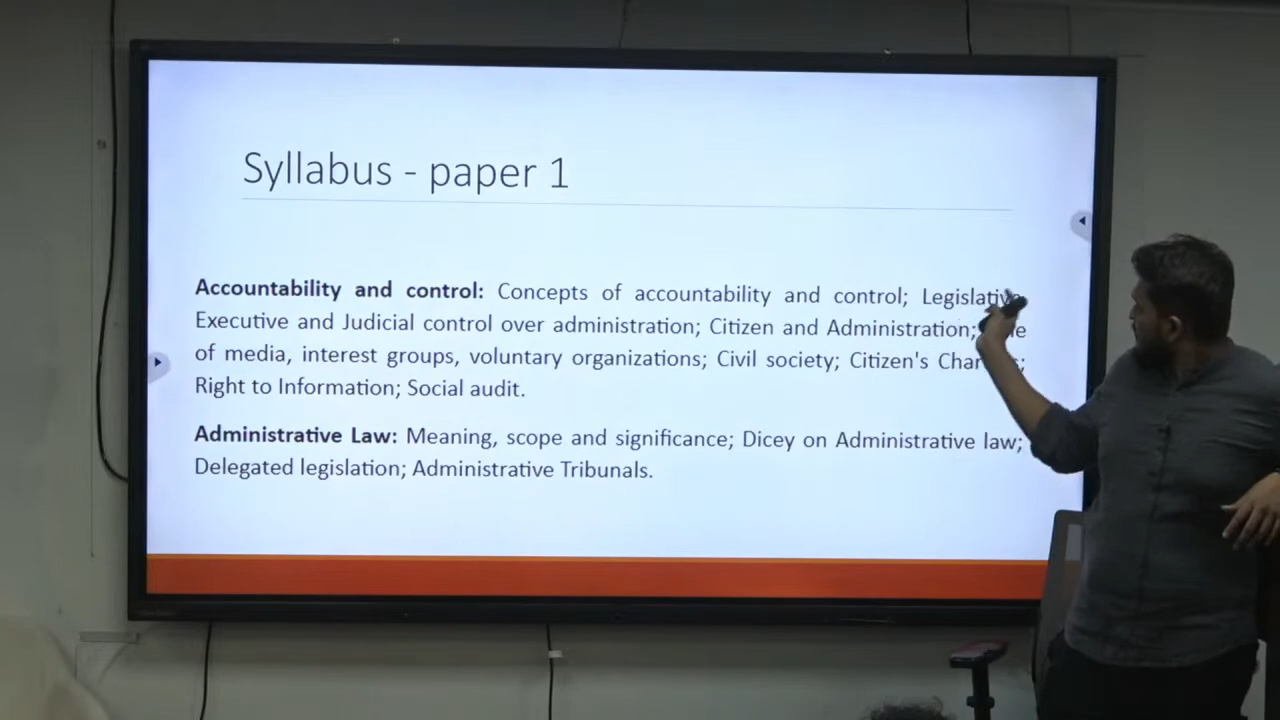 Syllabus - paper 1
Accountability and control: Concepts of accountability and control; Legislative
Executive and Judicial control over administration; Citizen and Administration;
of media, interest groups, voluntary organizations; Civil society; Citizen's
Right to Information; Social audit.
Administrative Law: Meaning, scope and significance; Dicey on Administrative law;
Delegated legislation; Administrative Tribunals.